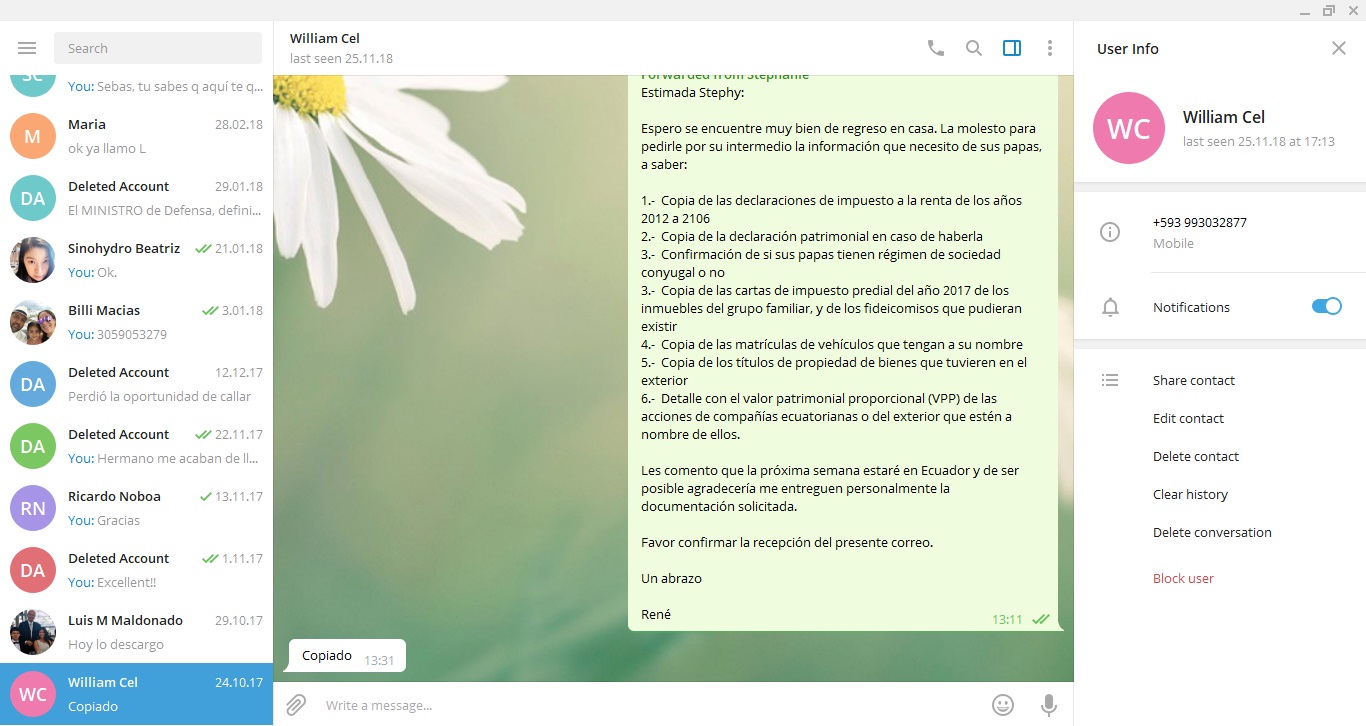 Search
SC
You: Sebas, tu sabes q aquí te q...
M
Maria
28.02.18
ok ya llamo L
DA
Deleted Account
29.01.18
El MINISTRO de Defensa, defini...
Sinohydro Beatriz
21.01.18
You: Ok.
Billi Macias
3.01.18
You: 3059053279
DA
Deleted Account
12.12.17
Perdió la oportunidad de callar
DA
Deleted Account
22.11.17
You: Hermano me acaban de ll...
RN
Ricardo Noboa
13.11.17
You: Gracias
DA
Deleted Account
1.11.17
You: Excellent!!
Luis M Maldonado
29.10.17
Hoy lo descargo
WC
William Cel
24.10.17
Copiado
William Cel
last seen 25.11.18
Forwarded from Stephanie
Estimada Stephy:
Espero se encuentre muy bien de regreso en casa. La molesto para
pedirle por su intermedio la información que necesito de sus papas,
a saber:
1.- Copia de las declaraciones de impuesto a la renta de los años
2012 a 2106
2.- Copia de la declaración patrimonial en caso de haberla
3.- Confirmación de si sus papas tienen régimen de sociedad
conyugal o no
3.- Copia de las cartas de impuesto predial del año 2017 de los
inmuebles del grupo familiar, y de los fideicomisos que pudieran
existir
4.- Copia de las matrículas de vehículos que tengan a su nombre
5.- Copia de los títulos de propiedad de bienes que tuvieren en el
exterior
6.- Detalle con el valor patrimonial proporcional (VPP) de las
acciones de compañías ecuatorianas o del exterior que estén a
nombre de ellos.
Les comento que la próxima semana estaré en Ecuador y de ser
posible agradecería me entreguen personalmente la
documentación solicitada.
Favor confirmar la recepción del presente correo.
Un abrazo
René
13:11
Copiado
13:31
Write a message...
User Info
WC
William Cel
last seen 25.11.18 at 17:13
+593 993032877
Mobile
Notifications
Share contact
Edit contact
Delete contact
Clear history
Delete conversation
Block user